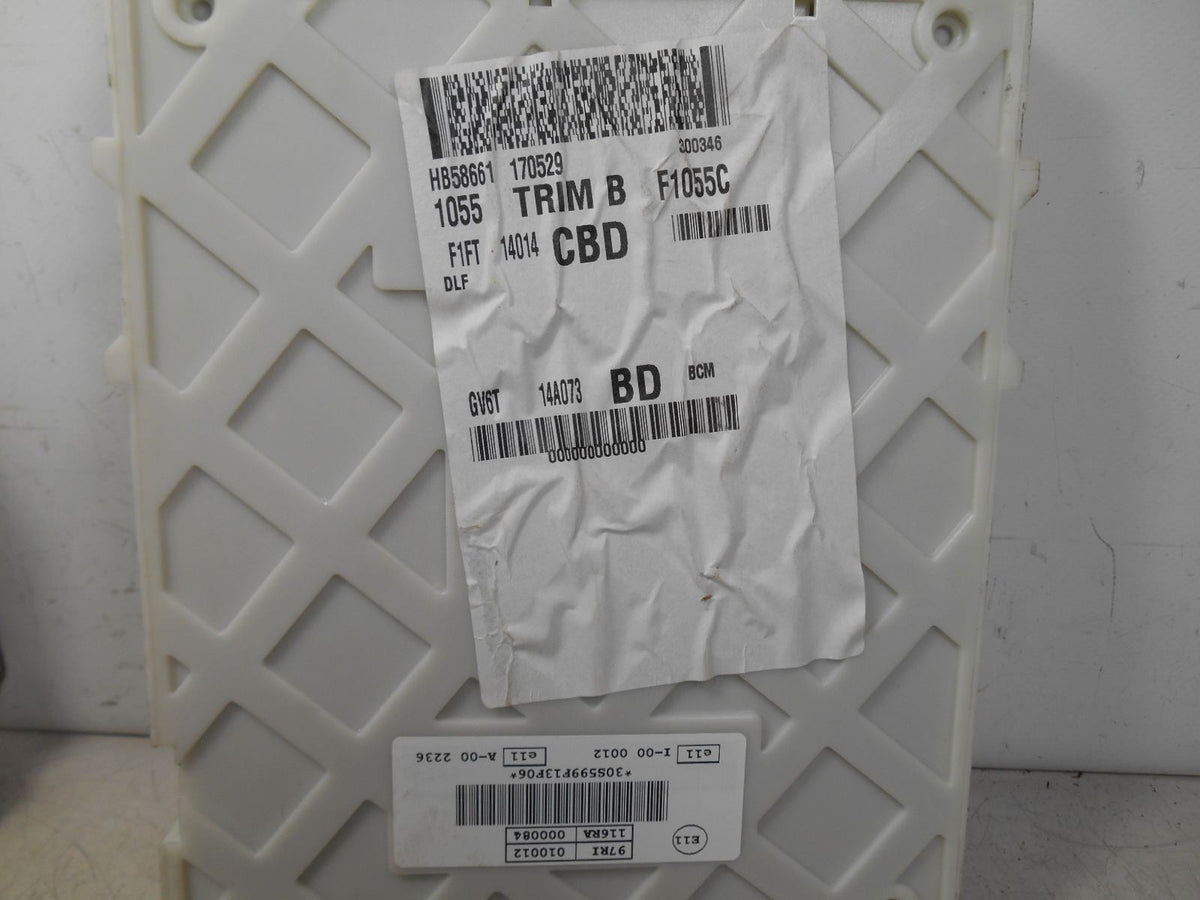 300346
HB58661 170529
1055 TRIM B F1055C
F1FT - 14014 CBD
DLF
GV6T 14A073 BD BCM
000000000000
97RI 010012
E11 116RA 000084
*30S599F13F06*
e11 I-00 0012 e11 A-00 2236